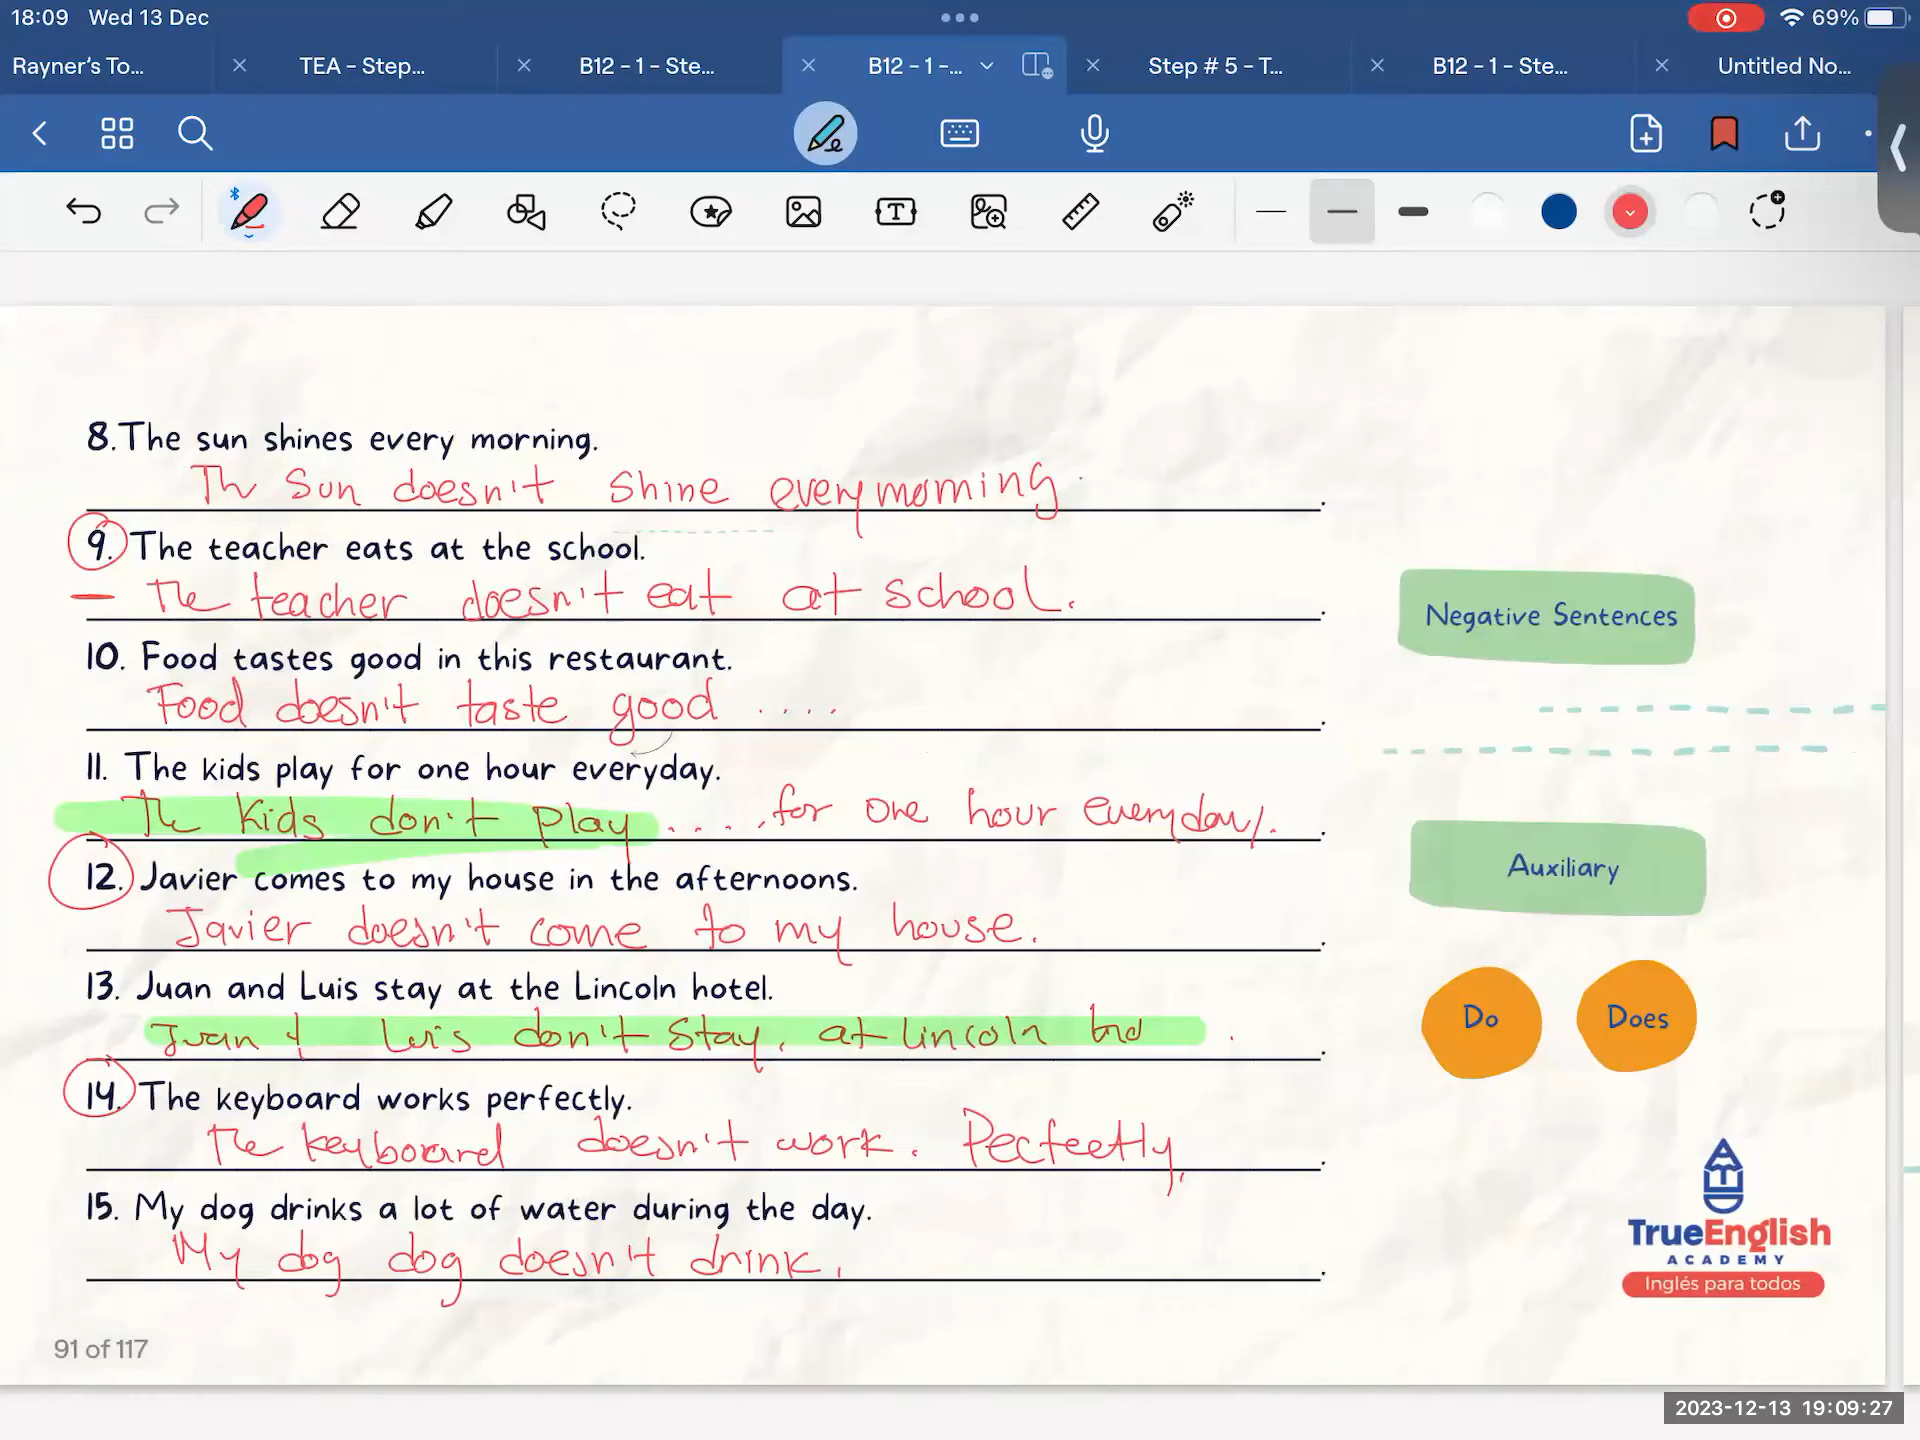 18:09 Wed 13 Dec
69%
Rayner's To...
TEA - Step...
B12 - 1 - Ste...
B12 - 1 -...
Step # 5 - T...
B12 - 1 - Ste...
Untitled No...
8.The sun shines every morning.
The Sun doesn't shine every morning.
9. The teacher eats at the school.
- The teacher doesn't eat at school.
10. Food tastes good in this restaurant.
Food doesn't taste good ....
11. The kids play for one hour everyday.
The Kids don't play .... for one hour everyday.
12. Javier comes to my house in the afternoons.
Javier doesn't come to my house.
13. Juan and Luis stay at the Lincoln hotel.
Juan & Luis don't stay. at Lincoln
14. The keyboard works perfectly.
The keyboard doesn't work. Perfectly.
15. My dog drinks a lot of water during the day.
My dog dog doesn't drink.
Negative Sentences
Auxiliary
Do
Does
TrueEnglish
ACADEMY
Inglés para todos
91 of 117
2023-12-13 19:09:27